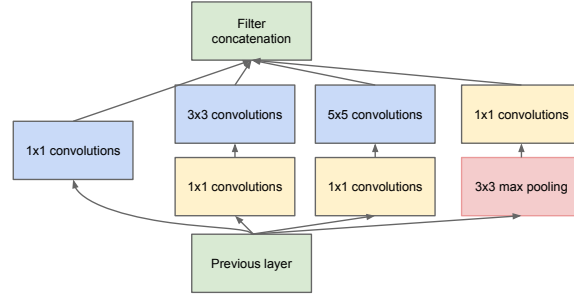 Filter
concatenation
3x3 convolutions
5x5 convolutions
1x1 convolutions
1x1 convolutions
1x1 convolutions
1x1 convolutions
3x3 max pooling
Previous layer